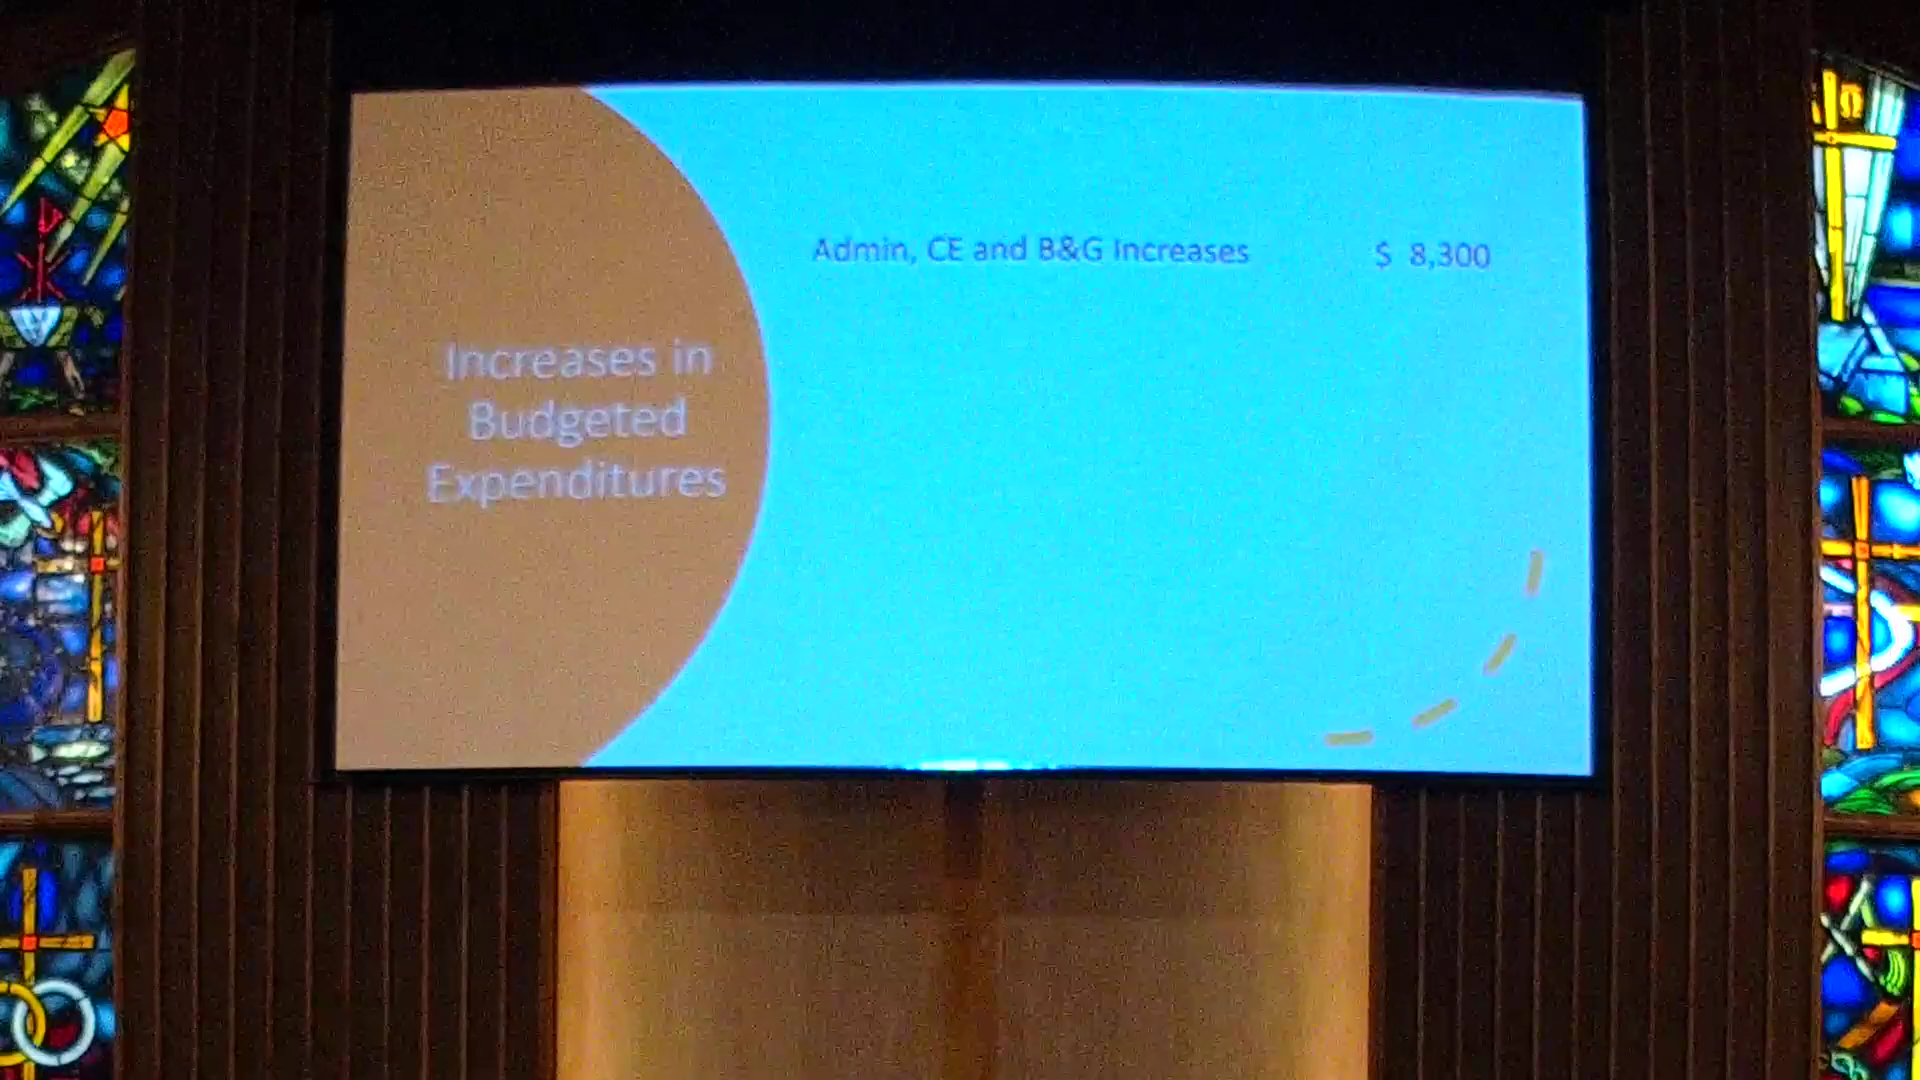 Increases in
Budgeted
Expenditures
Admin, CE and B&G Increases $ 8,300